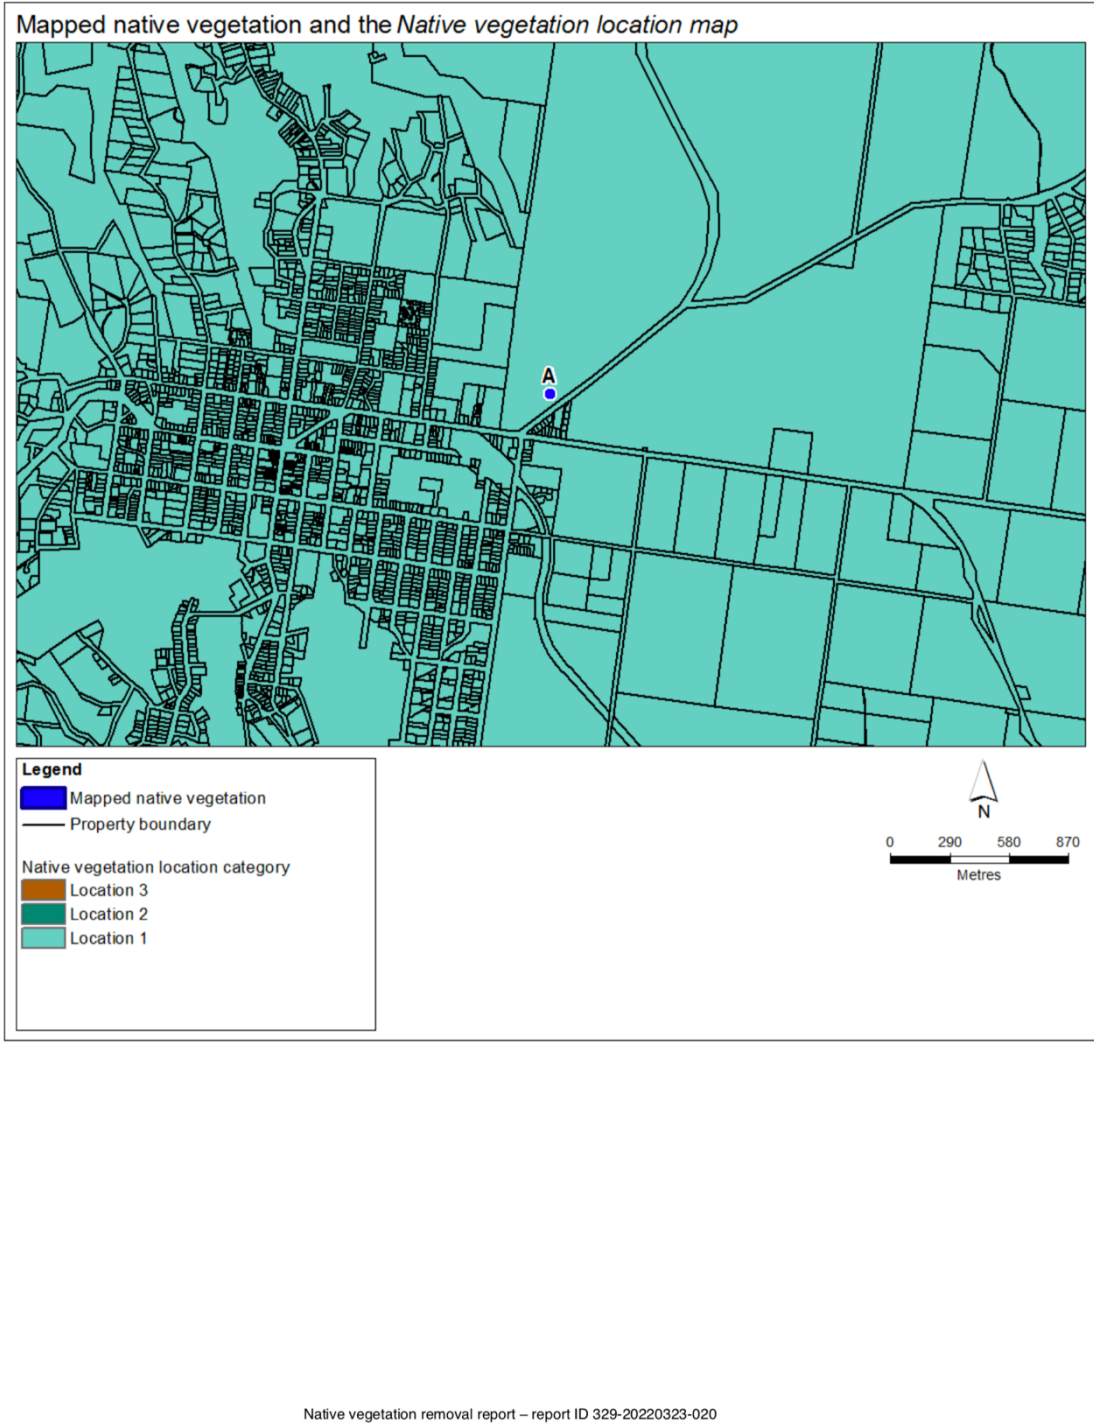 Mapped native vegetation and the Native vegetation location map
A
Legend
Mapped native vegetation
Property boundary
Native vegetation location category
Location 3
Location 2
Location 1
N
0 290 580 870
Metres
Native vegetation removal report – report ID 329-20220323-020